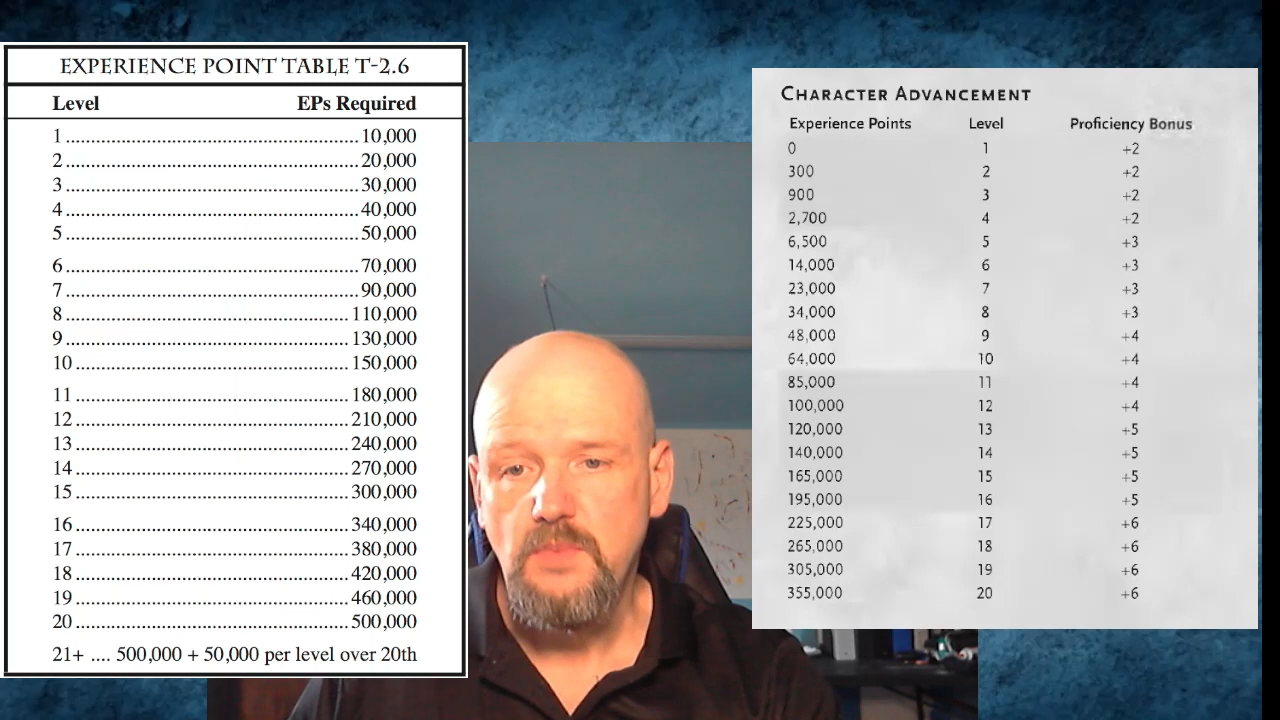 EXPERIENCE POINT TABLE T-2.6
Level EPs Required
1 ............................................................ 10,000
2 ............................................................ 20,000
3 ............................................................ 30,000
4 ............................................................ 40,000
5 ............................................................ 50,000
6 ............................................................ 70,000
7 ............................................................ 90,000
8 .......................................................... 110,000
9 .......................................................... 130,000
10 ........................................................ 150,000
11 ........................................................ 180,000
12 ........................................................ 210,000
13 ........................................................ 240,000
14 ........................................................ 270,000
15 ........................................................ 300,000
16 ........................................................ 340,000
17 ........................................................ 380,000
18 ........................................................ 420,000
19 ........................................................ 460,000
20 ........................................................ 500,000
21+ .... 500,000 + 50,000 per level over 20th
CHARACTER ADVANCEMENT
Experience Points Level Proficiency Bonus
0 1 +2
300 2 +2
900 3 +2
2,700 4 +2
6,500 5 +3
14,000 6 +3
23,000 7 +3
34,000 8 +3
48,000 9 +4
64,000 10 +4
85,000 11 +4
100,000 12 +4
120,000 13 +5
140,000 14 +5
165,000 15 +5
195,000 16 +5
225,000 17 +6
265,000 18 +6
305,000 19 +6
355,000 20 +6